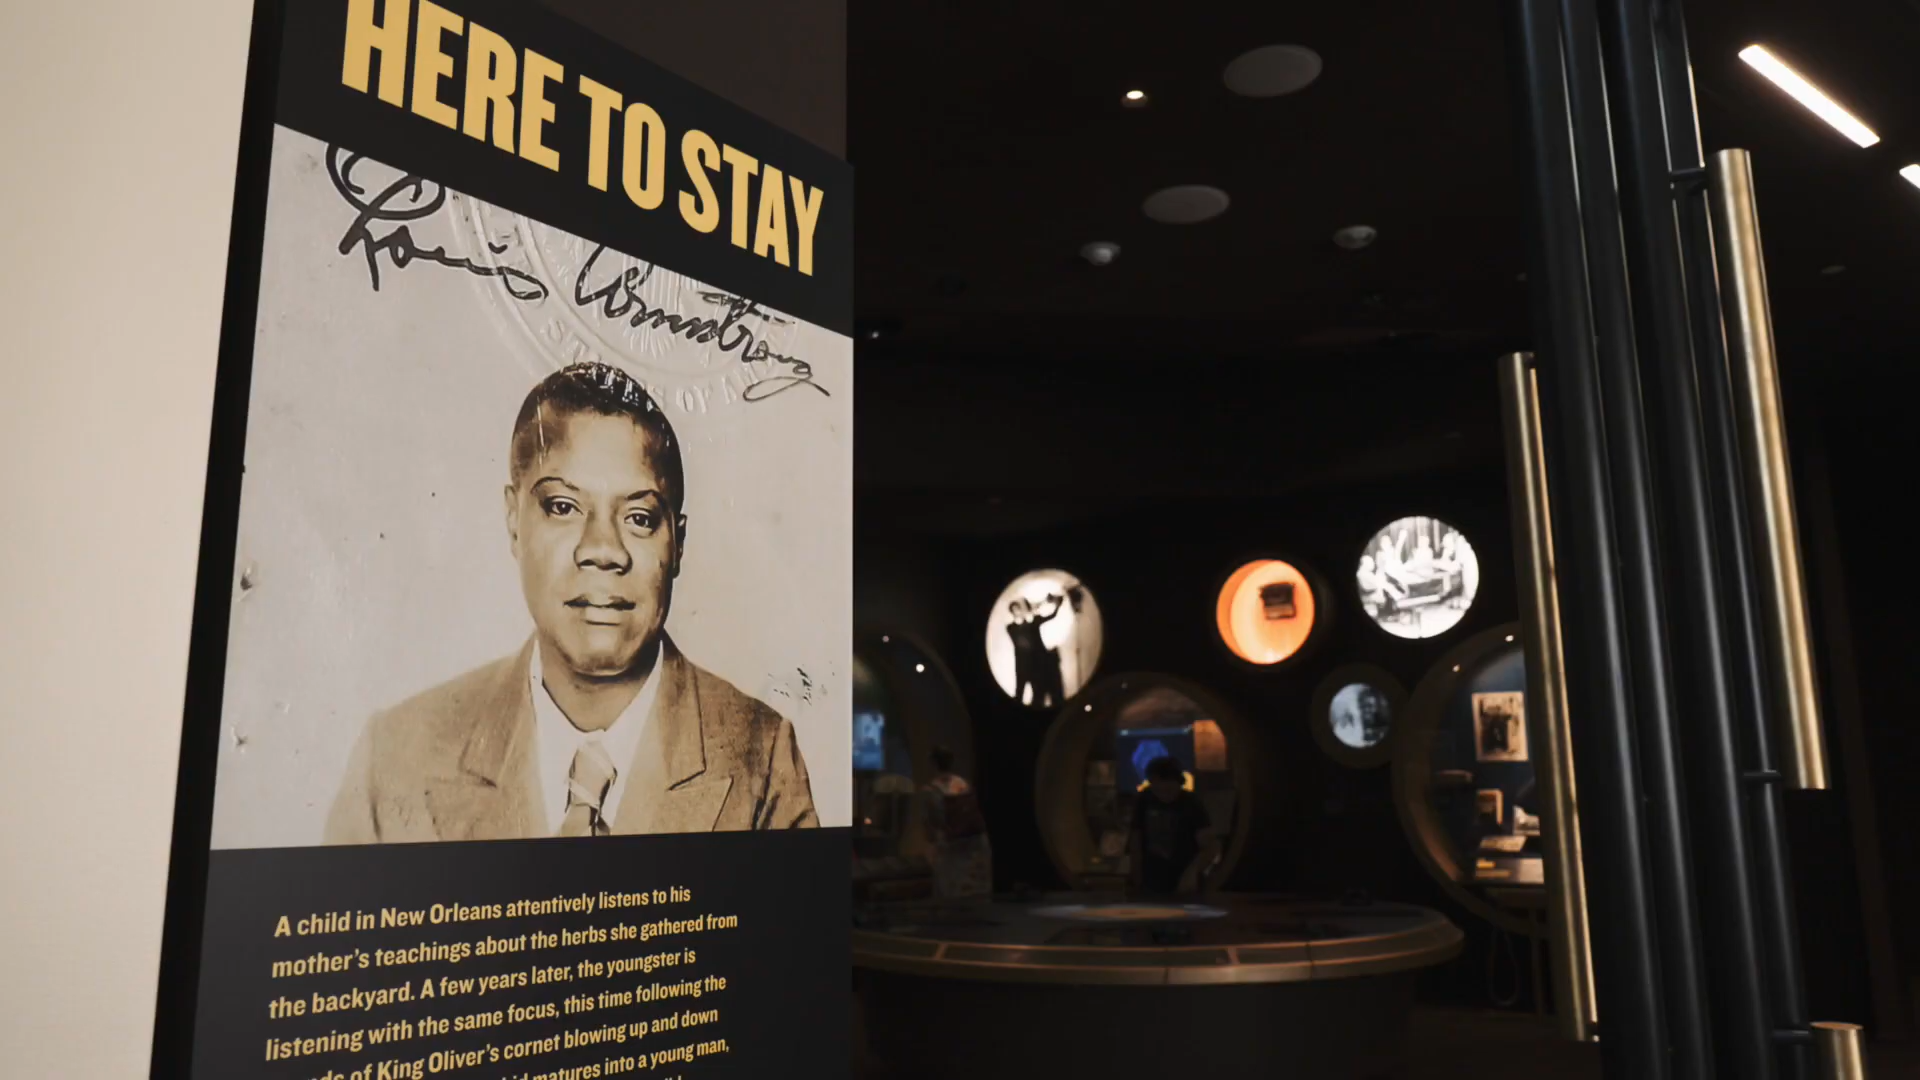 HERE TO STAY
Louis Armstrong
A child in New Orleans attentively listens to his
mother's teachings about the herbs she gathered from
the backyard. A few years later, the youngster is
listening with the same focus, this time following the
of King Oliver's cornet blowing up and down
matures into a young man,